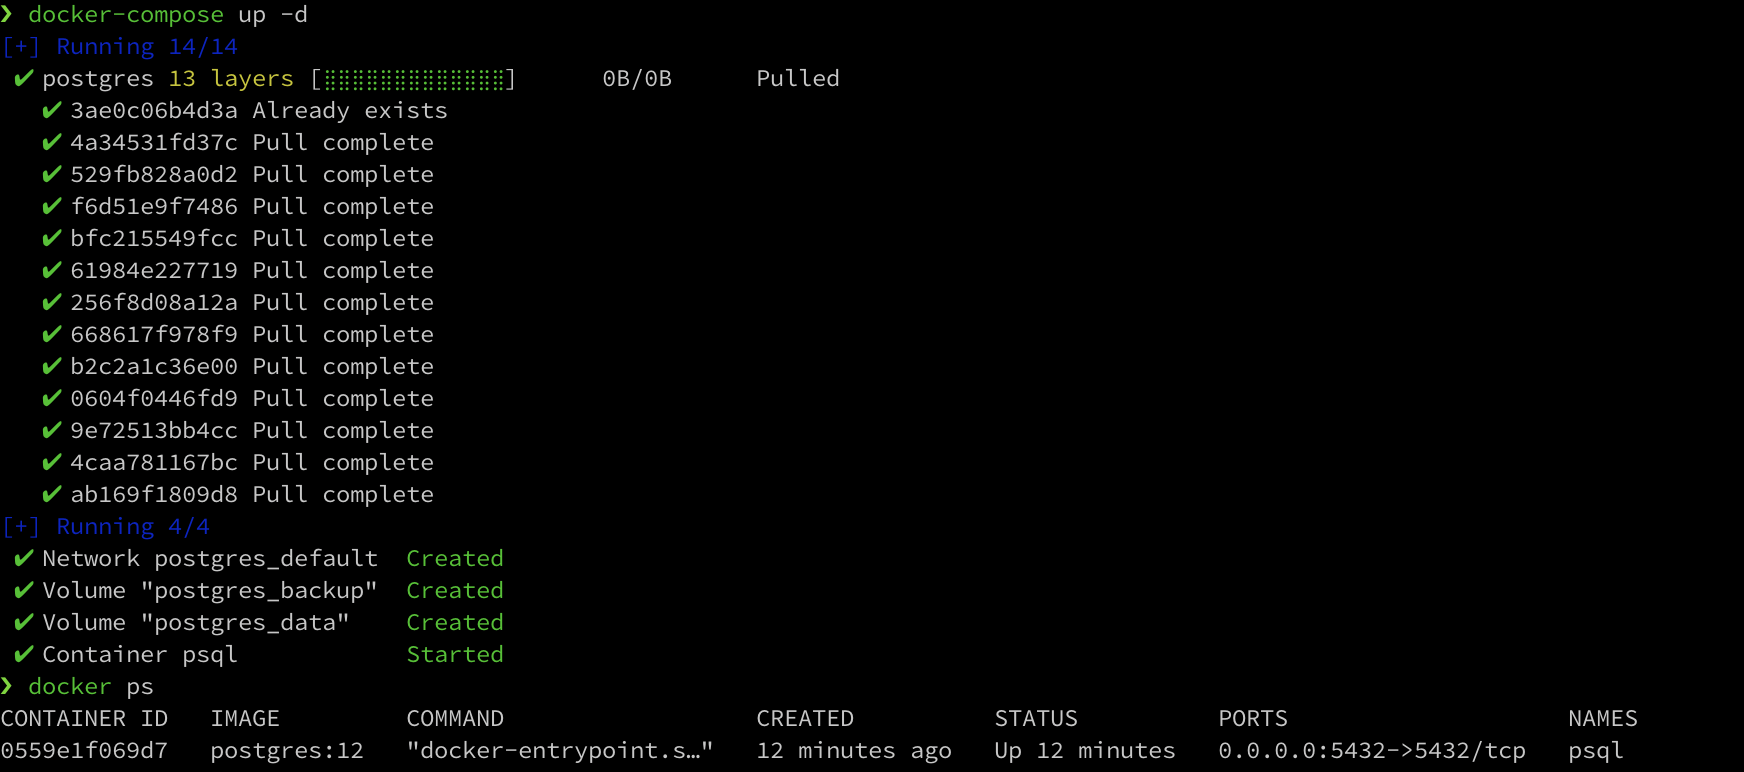 ❯ docker-compose up -d
[+] Running 14/14
✔ postgres 13 layers [⣿⣿⣿⣿⣿⣿⣿⣿⣿⣿⣿⣿⣿] 0B/0B Pulled
✔ 3ae0c06b4d3a Already exists
✔ 4a34531fd37c Pull complete
✔ 529fb828a0d2 Pull complete
✔ f6d51e9f7486 Pull complete
✔ bfc215549fcc Pull complete
✔ 61984e227719 Pull complete
✔ 256f8d08a12a Pull complete
✔ 668617f978f9 Pull complete
✔ b2c2a1c36e00 Pull complete
✔ 0604f0446fd9 Pull complete
✔ 9e72513bb4cc Pull complete
✔ 4caa781167bc Pull complete
✔ ab169f1809d8 Pull complete
[+] Running 4/4
✔ Network postgres_default Created
✔ Volume "postgres_backup" Created
✔ Volume "postgres_data" Created
✔ Container psql Started
❯ docker ps
CONTAINER ID IMAGE COMMAND CREATED STATUS PORTS NAMES
0559e1f069d7 postgres:12 "docker-entrypoint.s…" 12 minutes ago Up 12 minutes 0.0.0.0:5432->5432/tcp psql